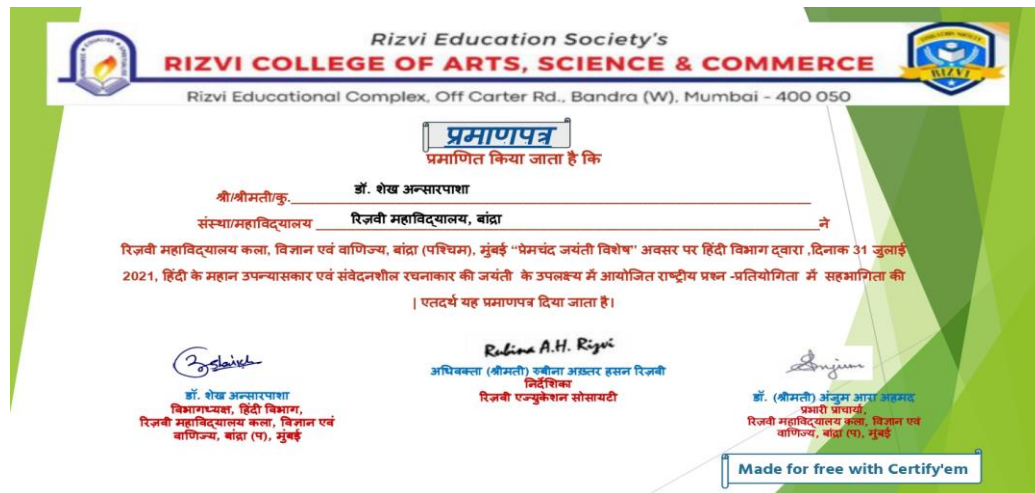 Rizvi Education Society's
RIZVI COLLEGE OF ARTS, SCIENCE & COMMERCE
Rizvi Educational Complex, Off Carter Rd., Bandra (W), Mumbai - 400 050
RIZVI
प्रमाणपत्र
प्रमाणित किया जाता है कि
श्री/श्रीमती/कु. डॉ. शेख अन्सारपाशा
संस्था/महाविद्यालय रिज़वी महाविद्यालय, बांद्रा ने
रिज़वी महाविद्यालय कला, विज्ञान एवं वाणिज्य, बांद्रा (पश्चिम), मुंबई “प्रेमचंद जयंती विशेष” अवसर पर हिंदी विभाग द्वारा ,दिनाक 31 जुलाई
2021, हिंदी के महान उपन्यासकार एवं संवेदनशील रचनाकार की जयंती के उपलक्ष्य में आयोजित राष्ट्रीय प्रश्न -प्रतियोगिता में सहभागिता की
| एतदर्थ यह प्रमाणपत्र दिया जाता है।
Rubina A.H. Rizvi
डॉ. शेख अन्सारपाशा
विभागध्यक्ष, हिंदी विभाग,
रिज़वी महाविद्यालय कला, विज्ञान एवं
वाणिज्य, बांद्रा (प), मुंबई
अधिवक्ता (श्रीमती) रुबीना अख़्तर हसन रिज़वी
निर्देशिका
रिज़वी एज्युकेशन सोसायटी
डॉ. (श्रीमती) अंजुम आरा अहमद
प्रभारी प्राचार्या,
रिज़वी महाविद्यालय कला, विज्ञान एवं
वाणिज्य, बांद्रा (प), मुंबई
Made for free with Certify'em